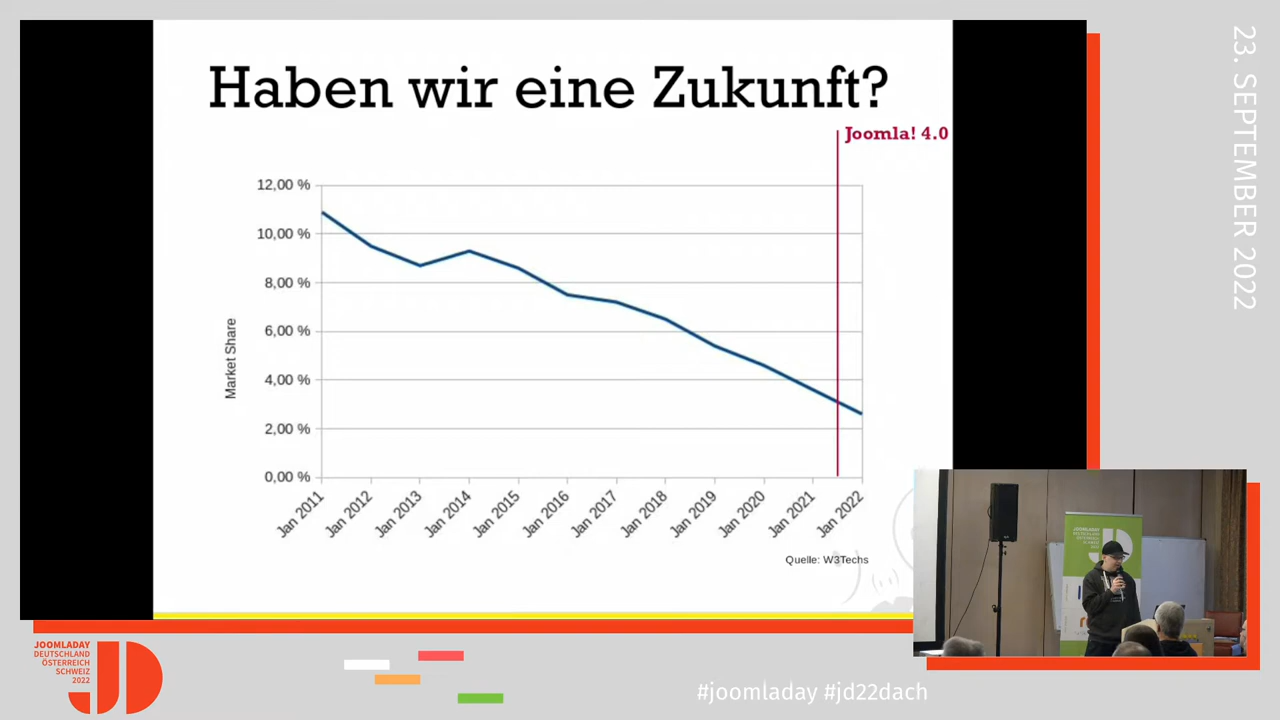 Haben wir eine Zukunft?
Joomla! 4.0
12,00 %
10,00 %
8,00 %
6,00 %
4,00 %
2,00 %
0,00 %
Market Share
Jan 2011
Jan 2012
Jan 2013
Jan 2014
Jan 2015
Jan 2016
Jan 2017
Jan 2018
Jan 2019
Jan 2020
Jan 2021
Jan 2022
Quelle: W3Techs
23. SEPTEMBER 2022
JOOMLADAY
DEUTSCHLAND
ÖSTERREICH
SCHWEIZ
2022
#joomladay #jd22dach